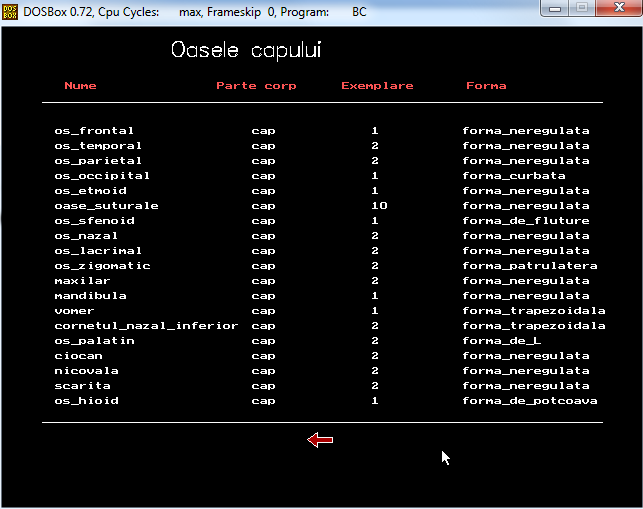 DOSBox 0.72, Cpu Cycles: max, Frameskip 0, Program: BC
Oasele capului
Nume Parte corp Exemplare Forma
os_frontal cap 1 forma_neregulata
os_temporal cap 2 forma_neregulata
os_parietal cap 2 forma_neregulata
os_occipital cap 1 forma_curbata
os_etmoid cap 1 forma_neregulata
oase_suturale cap 10 forma_neregulata
os_sfenoid cap 1 forma_de_fluture
os_nazal cap 2 forma_neregulata
os_lacrimal cap 2 forma_neregulata
os_zigomatic cap 2 forma_patrulatera
maxilar cap 2 forma_neregulata
mandibula cap 1 forma_neregulata
vomer cap 1 forma_trapezoidala
cornetul_nazal_inferior cap 2 forma_trapezoidala
os_palatin cap 2 forma_de_L
ciocan cap 2 forma_neregulata
nicovala cap 2 forma_neregulata
scarita cap 2 forma_neregulata
os_hioid cap 1 forma_de_potcoava